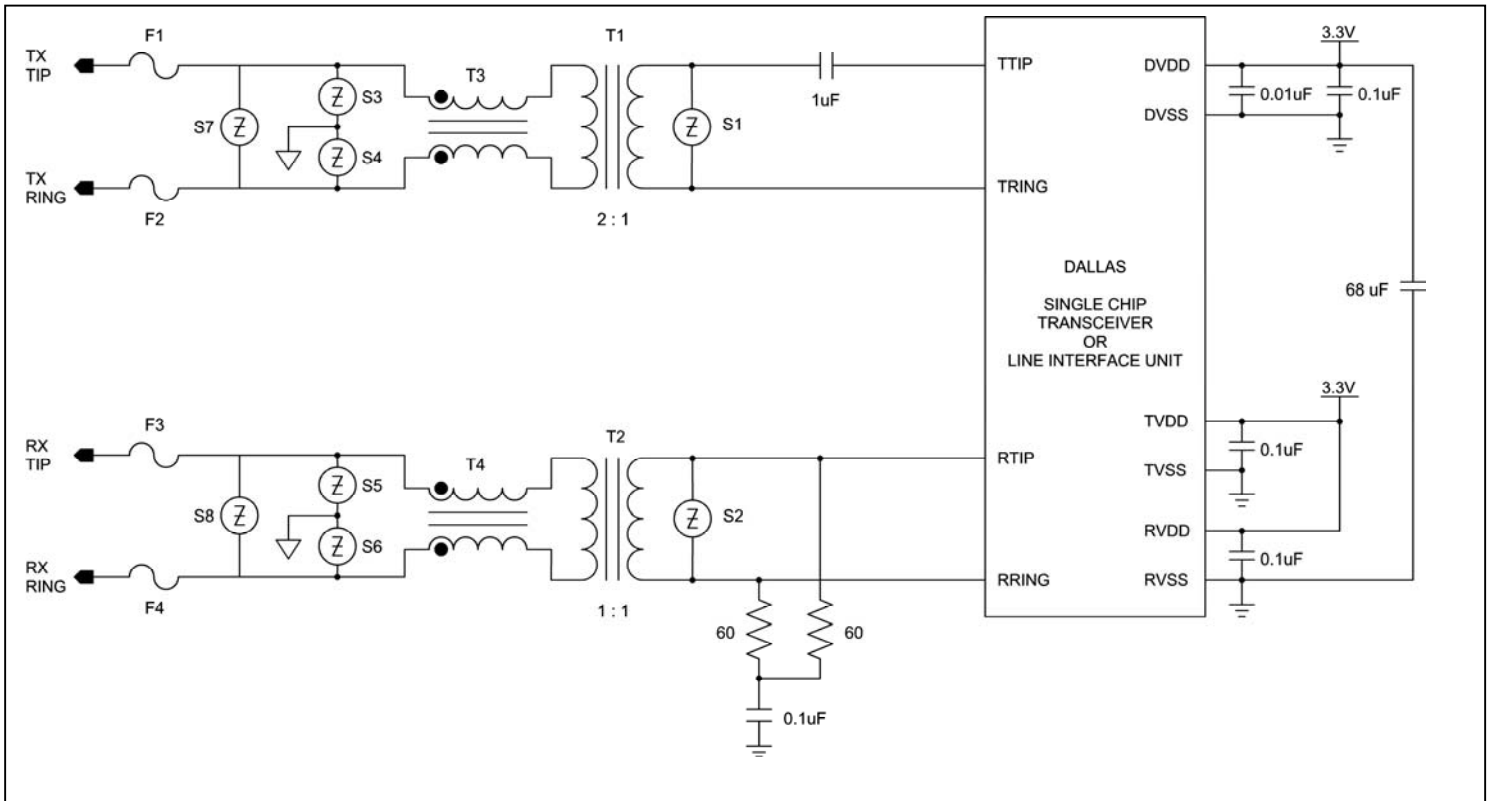 F1
T1
TX
TIP
T3
S3
S7
S4
TX
RING
F2
2 : 1
S1
1uF
TTIP
TRING
DALLAS
SINGLE CHIP
TRANSCEIVER
OR
LINE INTERFACE UNIT
DVDD
DVSS
3.3V
0.01uF
0.1uF
68 uF
3.3V
TVDD
0.1uF
TVSS
RVDD
0.1uF
RVSS
F3
T2
RX
TIP
T4
S5
S8
S6
RX
RING
F4
1 : 1
S2
RTIP
RRING
60
60
0.1uF